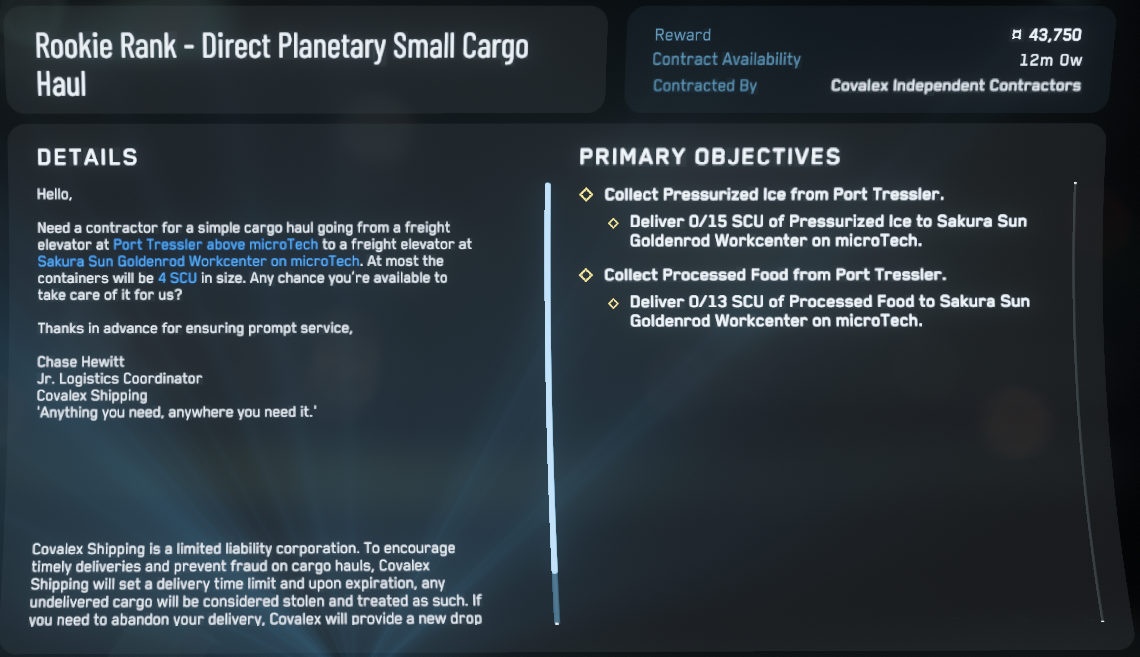 Rookie Rank - Direct Planetary Small Cargo
Haul
Reward ¤ 43,750
Contract Availability 12m 0w
Contracted By Covalex Independent Contractors
DETAILS
Hello,
Need a contractor for a simple cargo haul going from a freight
elevator at Port Tressler above microTech to a freight elevator at
Sakura Sun Goldenrod Workcenter on microTech. At most the
containers will be 4 SCU in size. Any chance you're available to
take care of it for us?
Thanks in advance for ensuring prompt service,
Chase Hewitt
Jr. Logistics Coordinator
Covalex Shipping
'Anything you need, anywhere you need it.'
Covalex Shipping is a limited liability corporation. To encourage
timely deliveries and prevent fraud on cargo hauls, Covalex
Shipping will set a delivery time limit and upon expiration, any
undelivered cargo will be considered stolen and treated as such. If
you need to abandon your delivery, Covalex will provide a new drop
PRIMARY OBJECTIVES
Collect Pressurized Ice from Port Tressler.
Deliver 0/15 SCU of Pressurized Ice to Sakura Sun
Goldenrod Workcenter on microTech.
Collect Processed Food from Port Tressler.
Deliver 0/13 SCU of Processed Food to Sakura Sun
Goldenrod Workcenter on microTech.